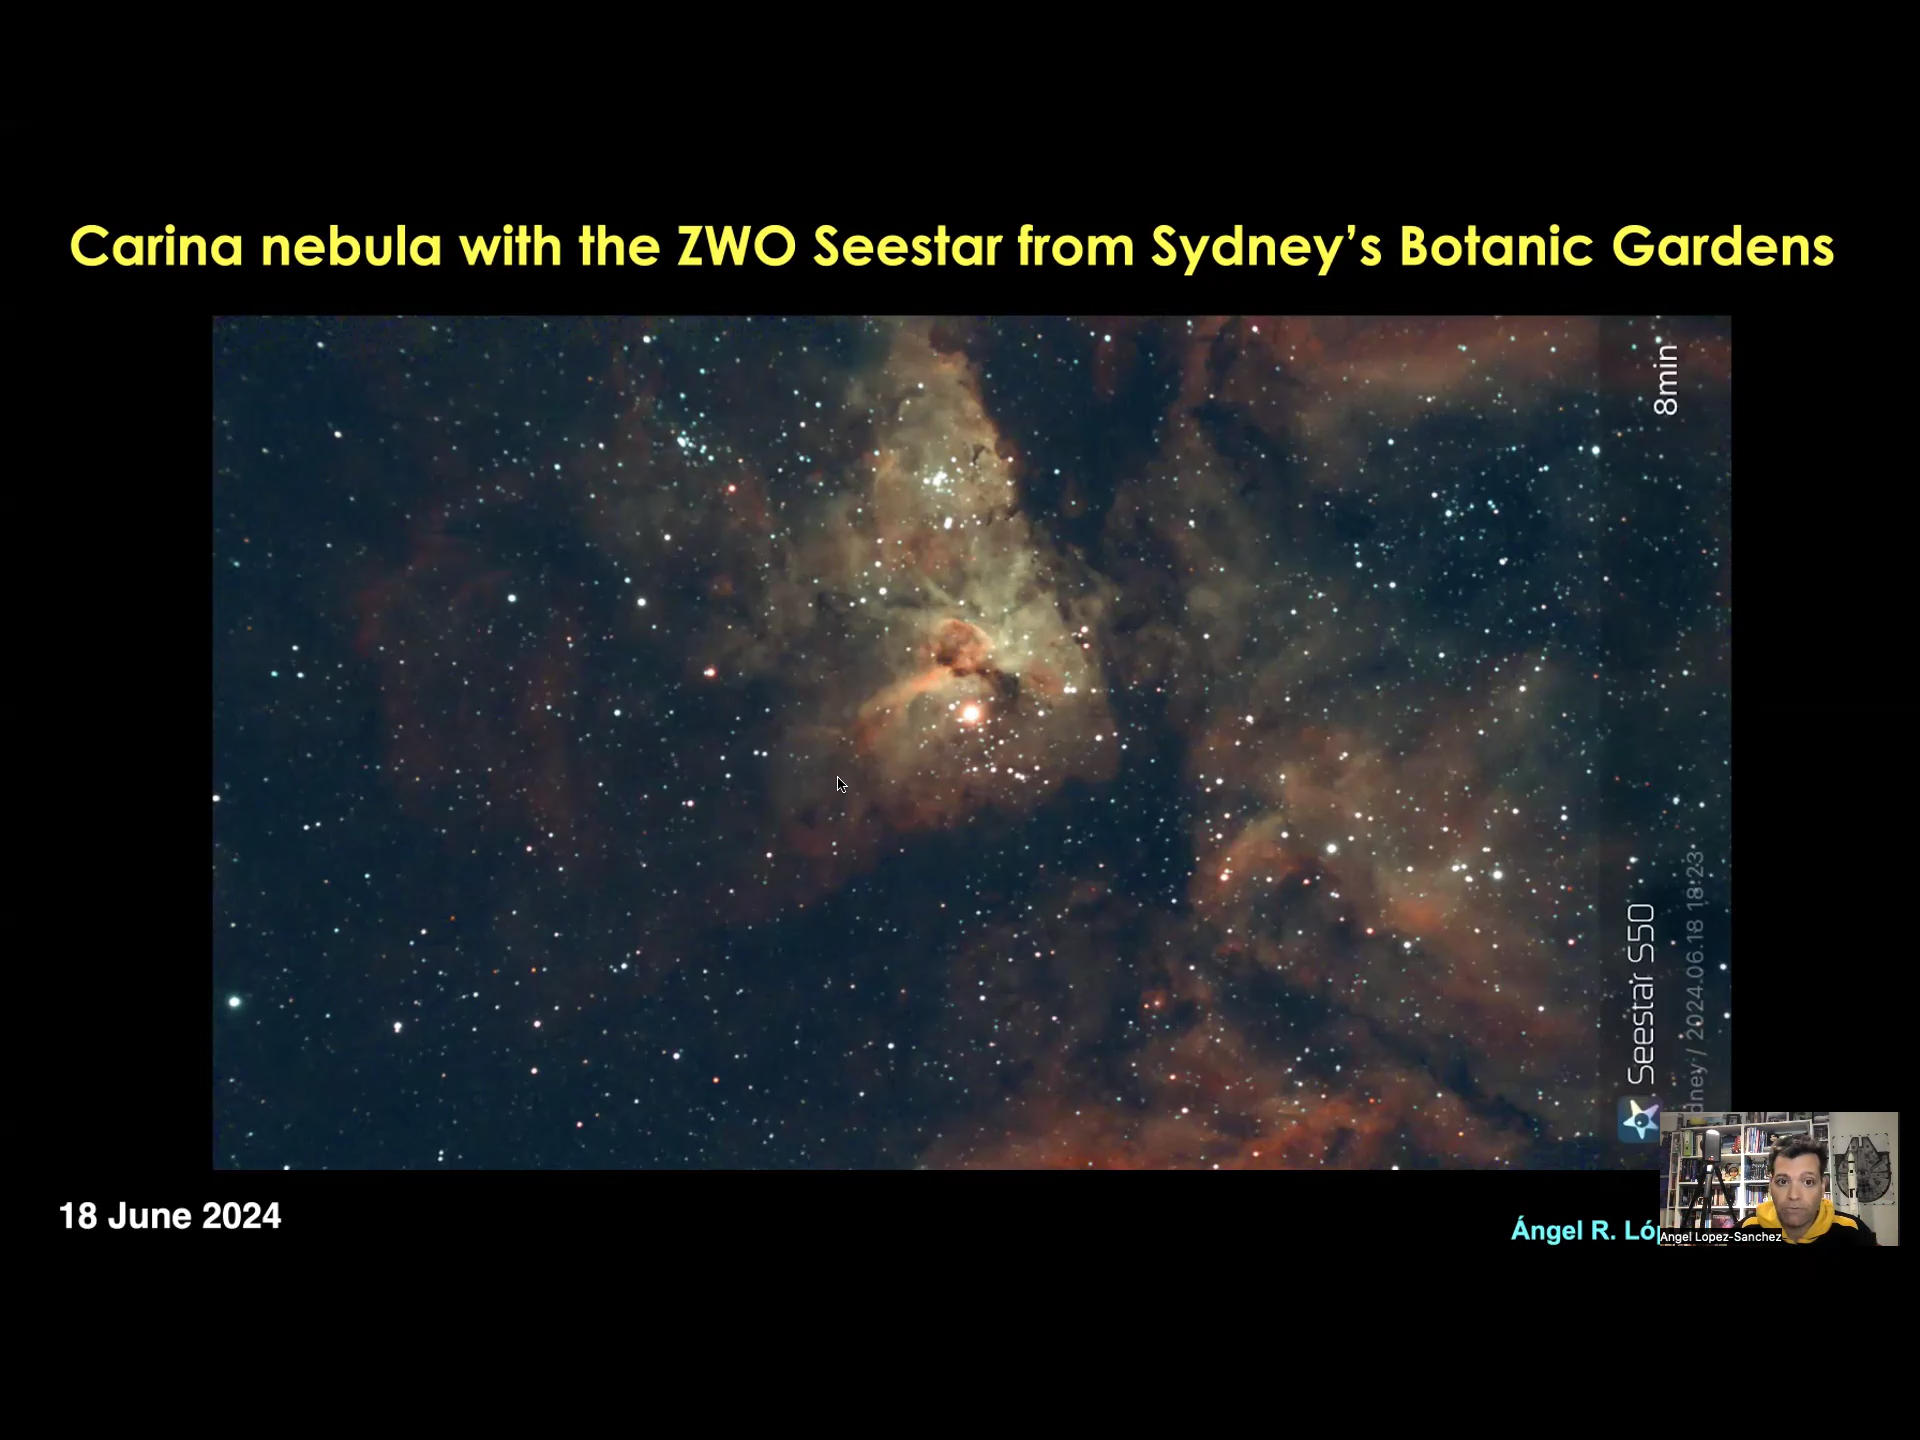 Carina nebula with the ZWO Seestar from Sydney’s Botanic Gardens
8min
Seestar S50
/ 2024.06.18 18:23
18 June 2024
Ángel R.
Angel Lopez-Sanchez